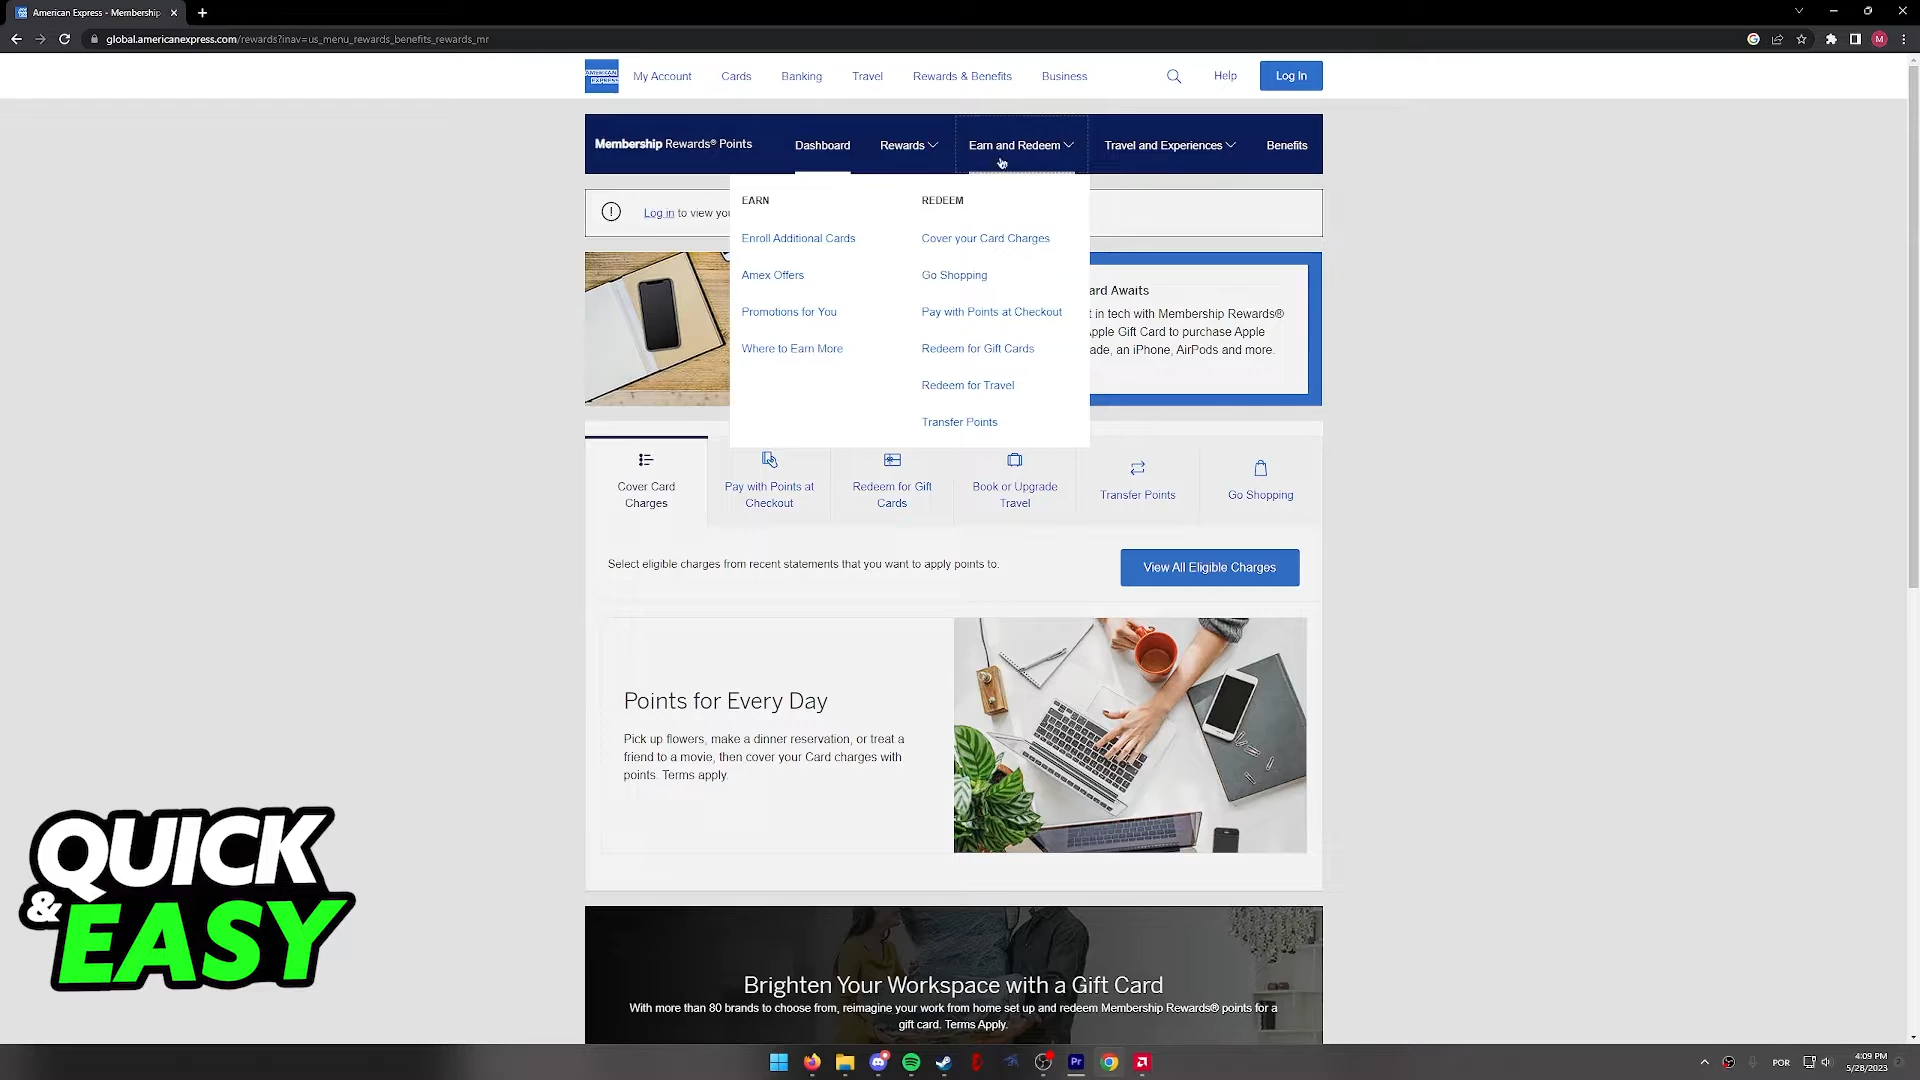 American Express - Membership
global.americanexpress.com/rewards?inav=us_menu_rewards_benefits_rewards_mr
M
AMERICAN
EXPRESS
My Account
Cards
Banking
Travel
Rewards & Benefits
Business
Help
Log In
Membership Rewards® Points
Dashboard
Rewards
Earn and Redeem
Travel and Experiences
Benefits
Log in to view you
EARN
REDEEM
Enroll Additional Cards
Cover your Card Charges
Amex Offers
Go Shopping
Promotions for You
Pay with Points at Checkout
Where to Earn More
Redeem for Gift Cards
Redeem for Travel
Transfer Points
ard Awaits
t in tech with Membership Rewards®
pple Gift Card to purchase Apple
ade, an iPhone, AirPods and more.
Cover Card
Charges
Pay with Points at
Checkout
Redeem for Gift
Cards
Book or Upgrade
Travel
Transfer Points
Go Shopping
Select eligible charges from recent statements that you want to apply points to.
View All Eligible Charges
Points for Every Day
Pick up flowers, make a dinner reservation, or treat a
friend to a movie, then cover your Card charges with
points. Terms apply.
QUICK
& EASY
Brighten Your Workspace with a Gift Card
With more than 80 brands to choose from, reimagine your work from home set up and redeem Membership Rewards® points for a
gift card. Terms Apply.
Pr
POR
4:09 PM
5/28/2023